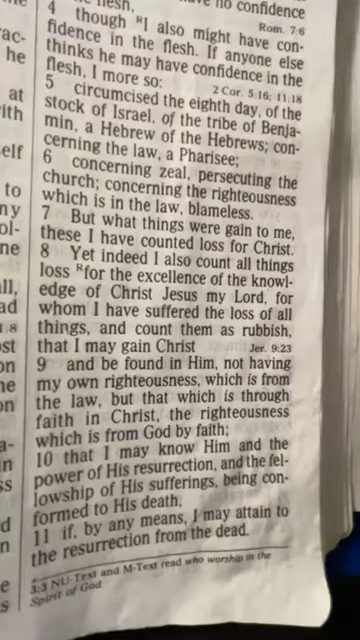 flesh, have no confidence
Rom. 7:6
4 though R I also might have con-
fidence in the flesh. If anyone else
thinks he may have confidence in the
flesh, I more so:
2 Cor. 5:16; 11:18
5 circumcised the eighth day, of the
stock of Israel, of the tribe of Benja-
min, a Hebrew of the Hebrews; con-
cerning the law, a Pharisee;
6 concerning zeal, persecuting the
church; concerning the righteousness
which is in the law, blameless.
7 But what things were gain to me,
these I have counted loss for Christ.
8 Yet indeed I also count all things
loss R for the excellence of the knowl-
edge of Christ Jesus my Lord, for
whom I have suffered the loss of all
things, and count them as rubbish,
that I may gain Christ Jer. 9:23
9 and be found in Him, not having
my own righteousness, which is from
the law, but that which is through
faith in Christ, the righteousness
which is from God by faith;
10 that I may know Him and the
power of His resurrection, and the fel-
lowship of His sufferings, being con-
formed to His death,
11 if, by any means, I may attain to
the resurrection from the dead.
3:3 NU-Text and M-Text read who worship in the
Spirit of God